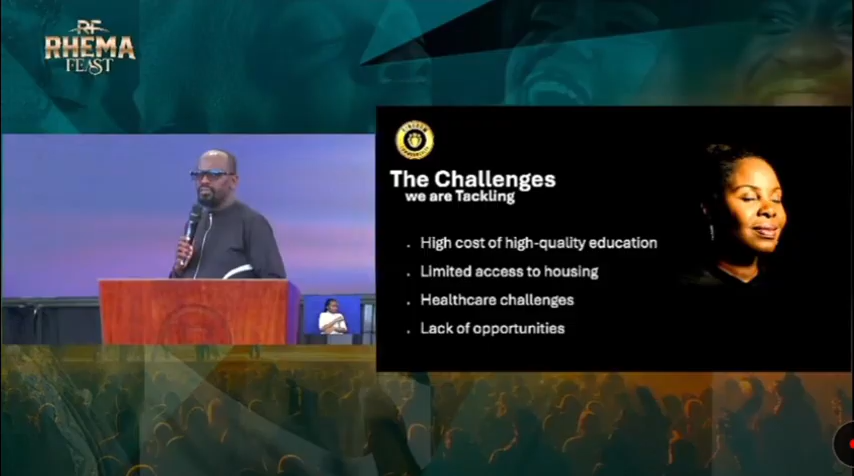 RF
RHEMA
FEAST
The Challenges
we are Tackling
. High cost of high-quality education
. Limited access to housing
. Healthcare challenges
. Lack of opportunities